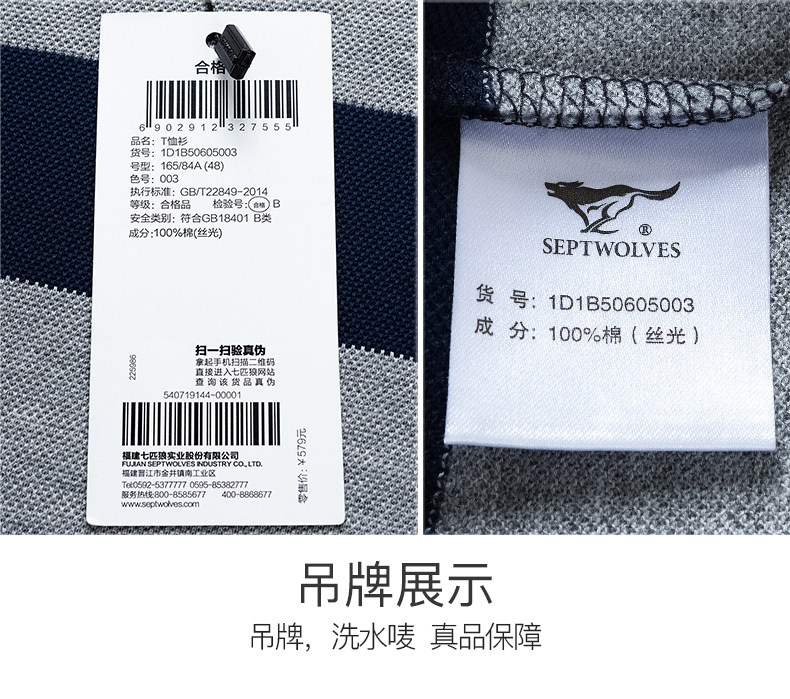 合格
6 902912 327555
品名: T恤衫
货号: 1D1B50605003
号型: 165/84A (48)
色号: 003
执行标准: GB/T22849-2014
等级: 合格品 检验号: 合格 B
安全类别: 符合GB18401 B类
成分: 100%棉(丝光)
扫一扫验真伪
拿起手机扫描二维码
直接进入七匹狼网站
查询该货品真伪
225986
540719144-00001
福建七匹狼实业股份有限公司
FUJIAN SEPTWOLVES INDUSTRY CO., LTD.
福建晋江市金井镇南工业区
Tel:0592-5377777 0595-85382777
服务热线:800-8585677 400-8868677
www.septwolves.com
零售价: ¥579元
®
SEPTWOLVES
货 号: 1D1B50605003
成 分: 100%棉 ( 丝光 )
吊牌展示
吊牌, 洗水唛 真品保障